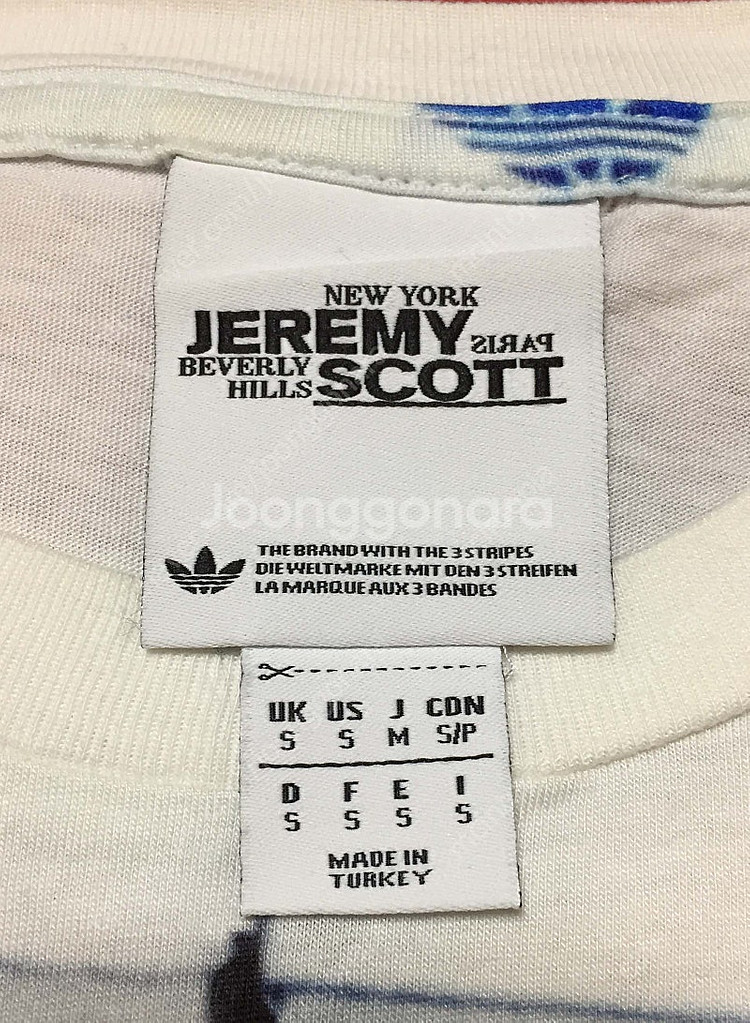 NEW YORK
JEREMY PARIS
BEVERLY HILLS SCOTT
Joonggonara
THE BRAND WITH THE 3 STRIPES
DIE WELTMARKE MIT DEN 3 STREIFEN
LA MARQUE AUX 3 BANDES
UK US J CDN
S S M S/P
D F E I
S S S S
MADE IN
TURKEY